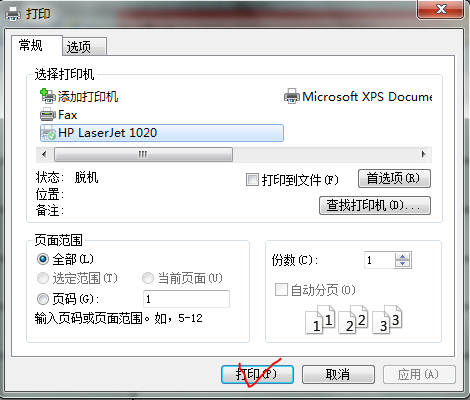 打印
常规 选项
选择打印机
添加打印机 Microsoft XPS Docume
Fax
HP LaserJet 1020
状态: 脱机 打印到文件(F) 首选项(R)
位置: 查找打印机(D)...
备注:
页面范围
全部(L)
选定范围(T) 当前页面(U)
页码(G): 1
输入页码或页面范围。如，5-12
份数(C): 1
自动分页(O)
1 1 2 2 3 3
打印(P) 取消 应用(A)